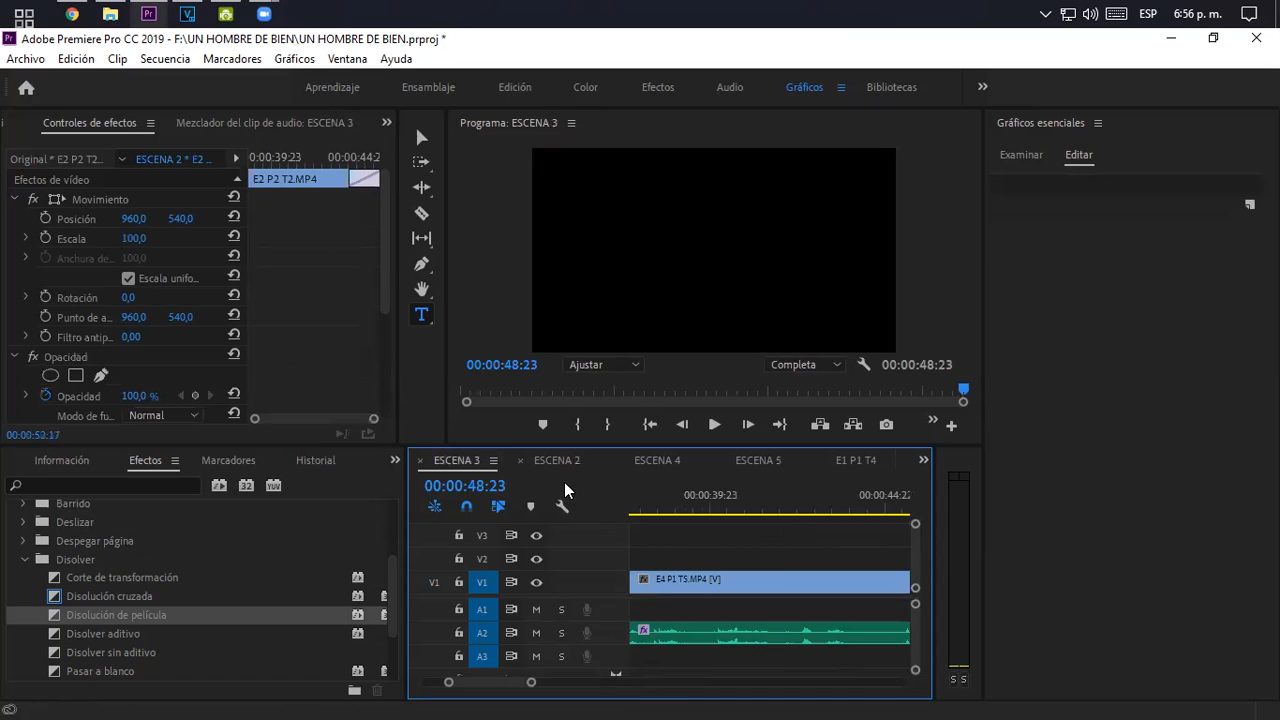 ESP 6:56 p. m.
Adobe Premiere Pro CC 2019 - F:\UN HOMBRE DE BIEN\UN HOMBRE DE BIEN.prproj *
Archivo Edición Clip Secuencia Marcadores Gráficos Ventana Ayuda
Aprendizaje Ensamblaje Edición Color Efectos Audio Gráficos Bibliotecas
Controles de efectos Mezclador del clip de audio: ESCENA 3
Programa: ESCENA 3
Gráficos esenciales
Original * E2 P2 T2... ESCENA 2 * E2 ... 00:00:39:23 00:00:44:2
Examinar Editar
Efectos de vídeo E2 P2 T2.MP4
fx Movimiento
Posición 960,0 540,0
Escala 100,0
Anchura de... 100,0
Escala unifo...
Rotación 0,0
Punto de a... 960,0 540,0
Filtro antip... 0,00
fx Opacidad
Opacidad 100,0 %
Modo de fu... Normal
00:00:48:23 Ajustar Completa 00:00:48:23
T
Información Efectos Marcadores Historial
32 YUV
Barrido
Deslizar
Despegar página
Disolver
Corte de transformación
Disolución cruzada
Disolución de película
Disolver aditivo
Disolver sin aditivo
Pasar a blanco
ESCENA 3 ESCENA 2 ESCENA 4 ESCENA 5 E1 P1 T4
00:00:48:23
00:00:39:23 00:00:44:22
V3
V2
V1 V1 E4 P1 TS.MP4 [V]
A1 M S
A2 M S
A3 M S
S S